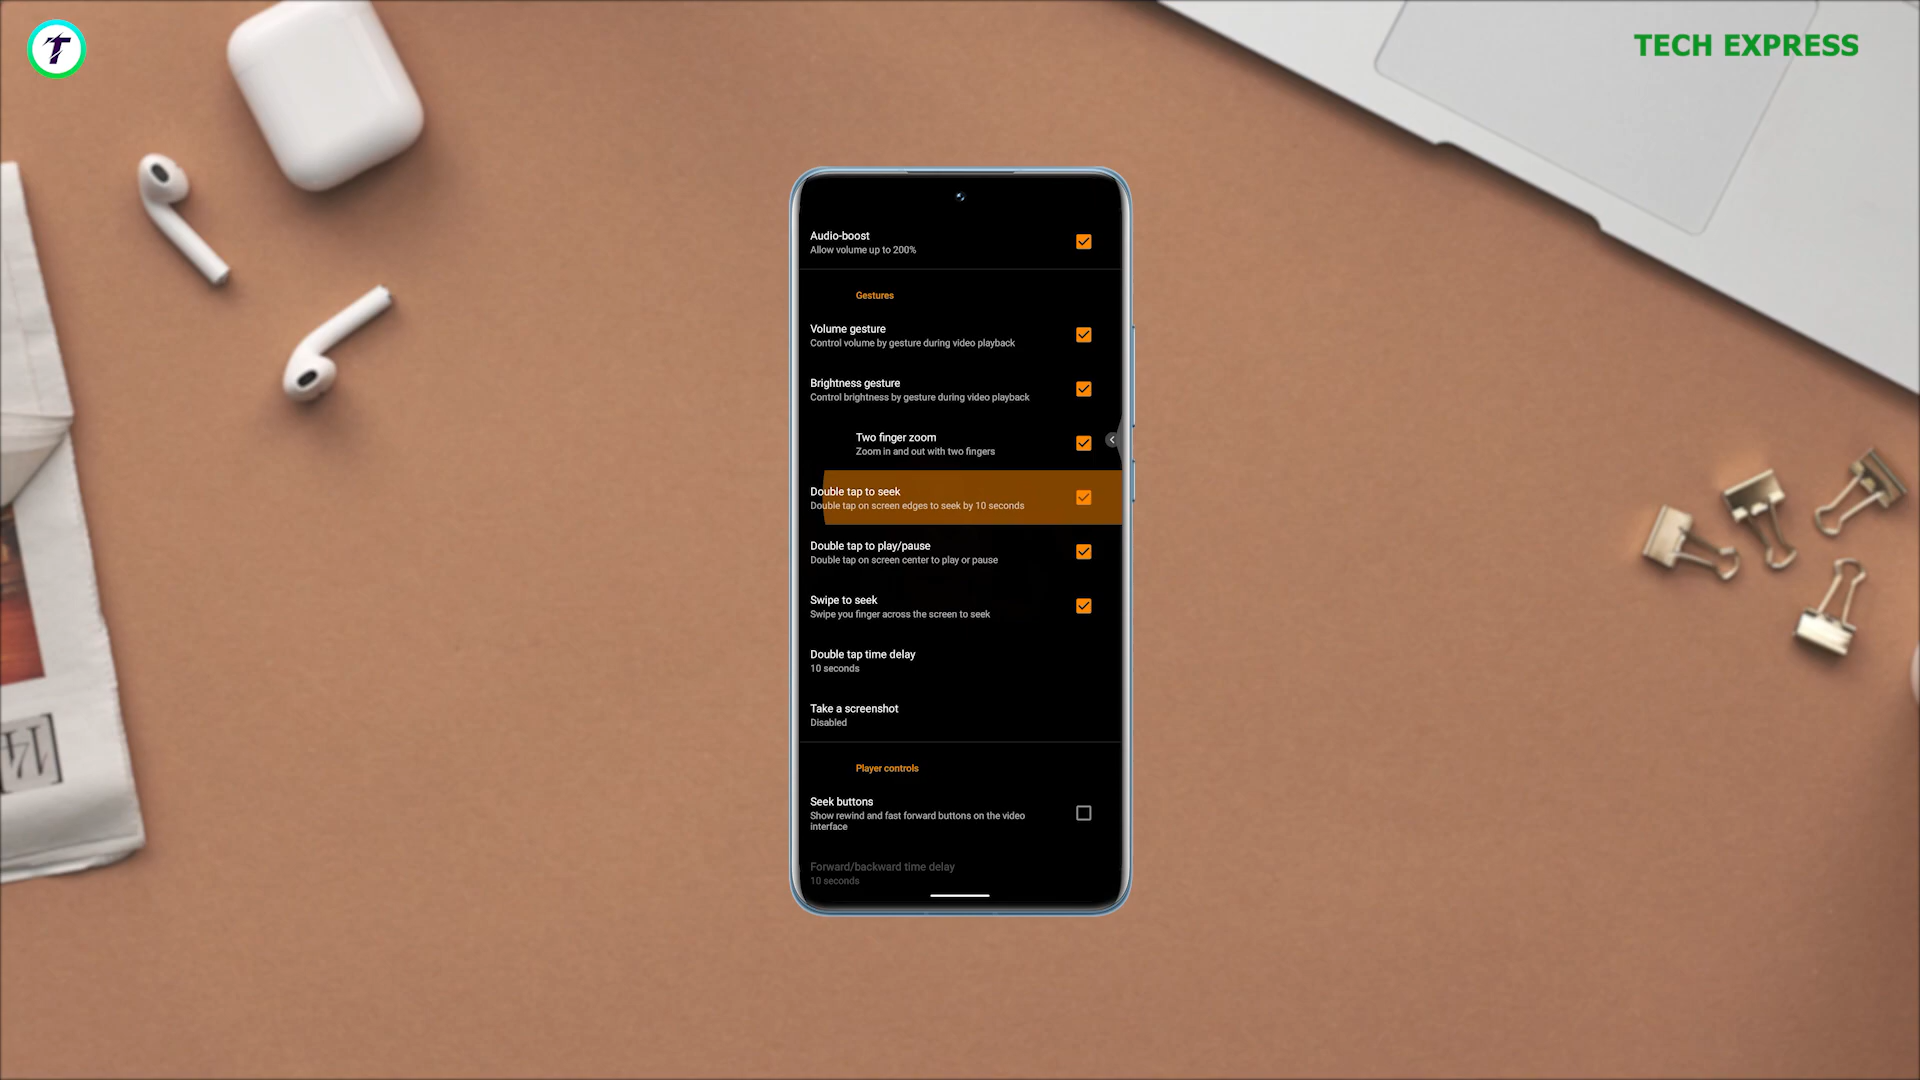 T
TECH EXPRESS
Audio-boost
Allow volume up to 200%
Gestures
Volume gesture
Control volume by gesture during video playback
Brightness gesture
Control brightness by gesture during video playback
Two finger zoom
Zoom in and out with two fingers
Double tap to seek
Double tap on screen edges to seek by 10 seconds
Double tap to play/pause
Double tap on screen center to play or pause
Swipe to seek
Swipe you finger across the screen to seek
Double tap time delay
10 seconds
Take a screenshot
Disabled
Player controls
Seek buttons
Show rewind and fast forward buttons on the video
interface
Forward/backward time delay
10 seconds